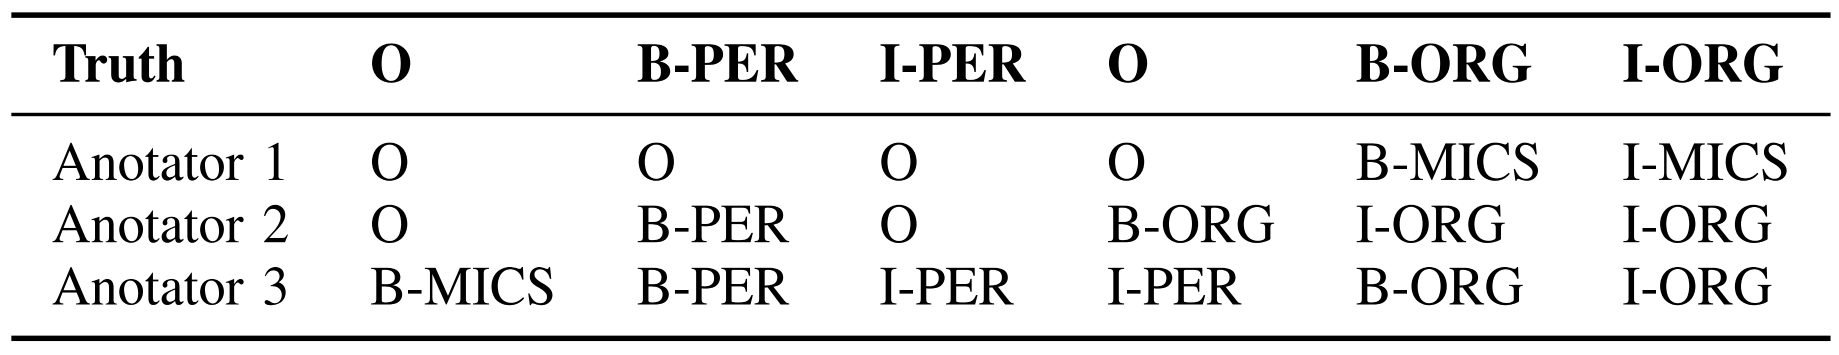 Truth O B-PER I-PER O B-ORG I-ORG
Anotator 1 O O O O B-MICS I-MICS
Anotator 2 O B-PER O B-ORG I-ORG I-ORG
Anotator 3 B-MICS B-PER I-PER I-PER B-ORG I-ORG